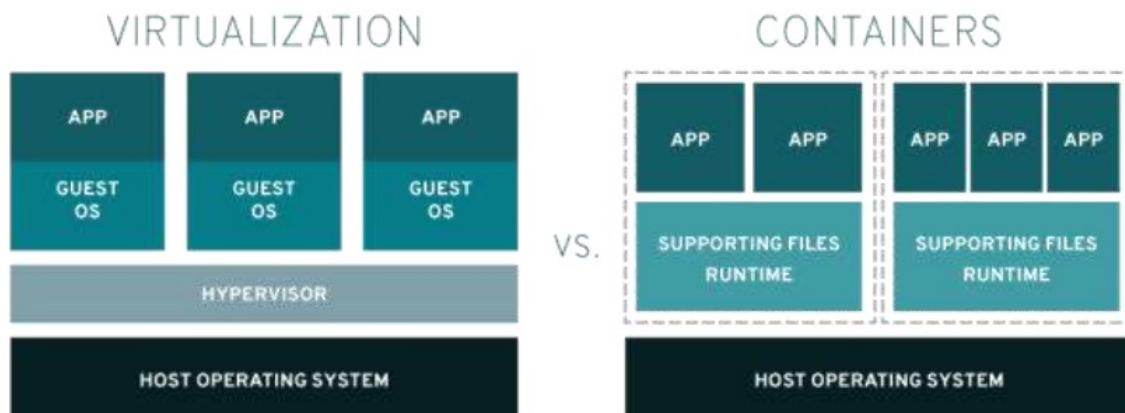 VIRTUALIZATION
APP
APP
APP
GUEST
OS
GUEST
OS
GUEST
OS
HYPERVISOR
HOST OPERATING SYSTEM
VS.
CONTAINERS
APP
APP
APP
APP
APP
SUPPORTING FILES
RUNTIME
SUPPORTING FILES
RUNTIME
HOST OPERATING SYSTEM